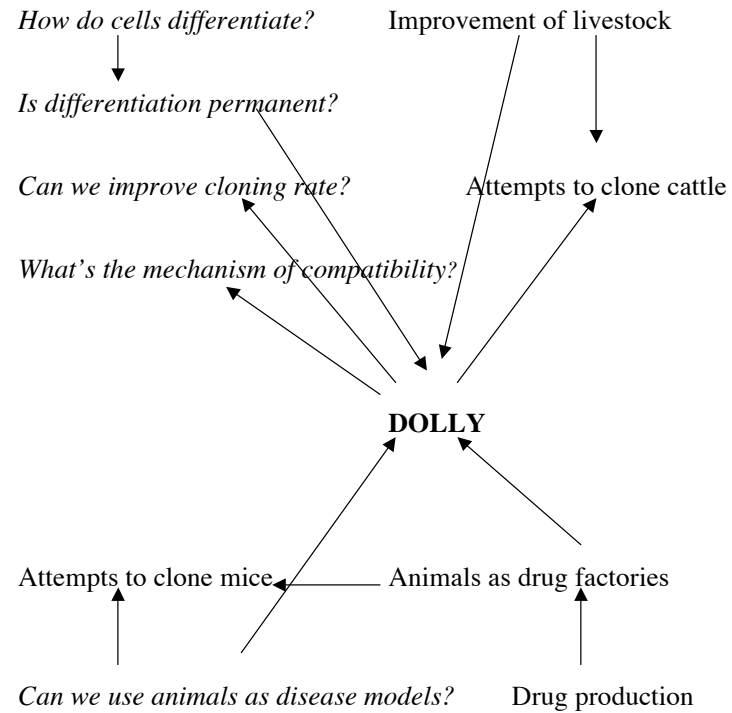 How do cells differentiate?
Improvement of livestock
Is differentiation permanent?
Can we improve cloning rate?
Attempts to clone cattle
What's the mechanism of compatibility?
DOLLY
Attempts to clone mice
Animals as drug factories
Can we use animals as disease models?
Drug production